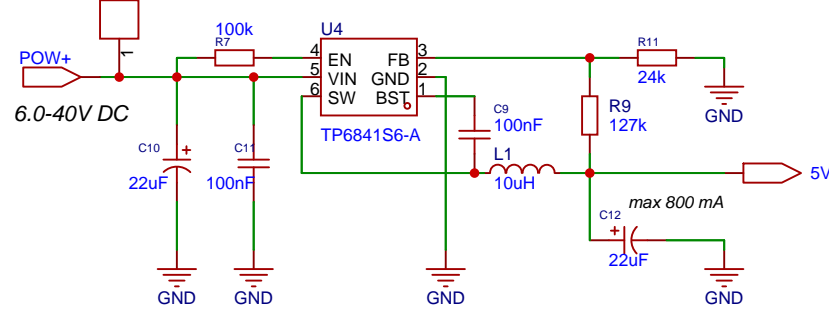 POW+
6.0-40V DC
1
100k
R7
U4
4 EN FB 3
5 VIN GND 2
6 SW BST 1
TP6841S6-A
R11
24k
GND
R9
127k
C9
100nF
L1
10uH
5V
C10
22uF
C11
100nF
max 800 mA
C12
22uF
GND
GND
GND
GND